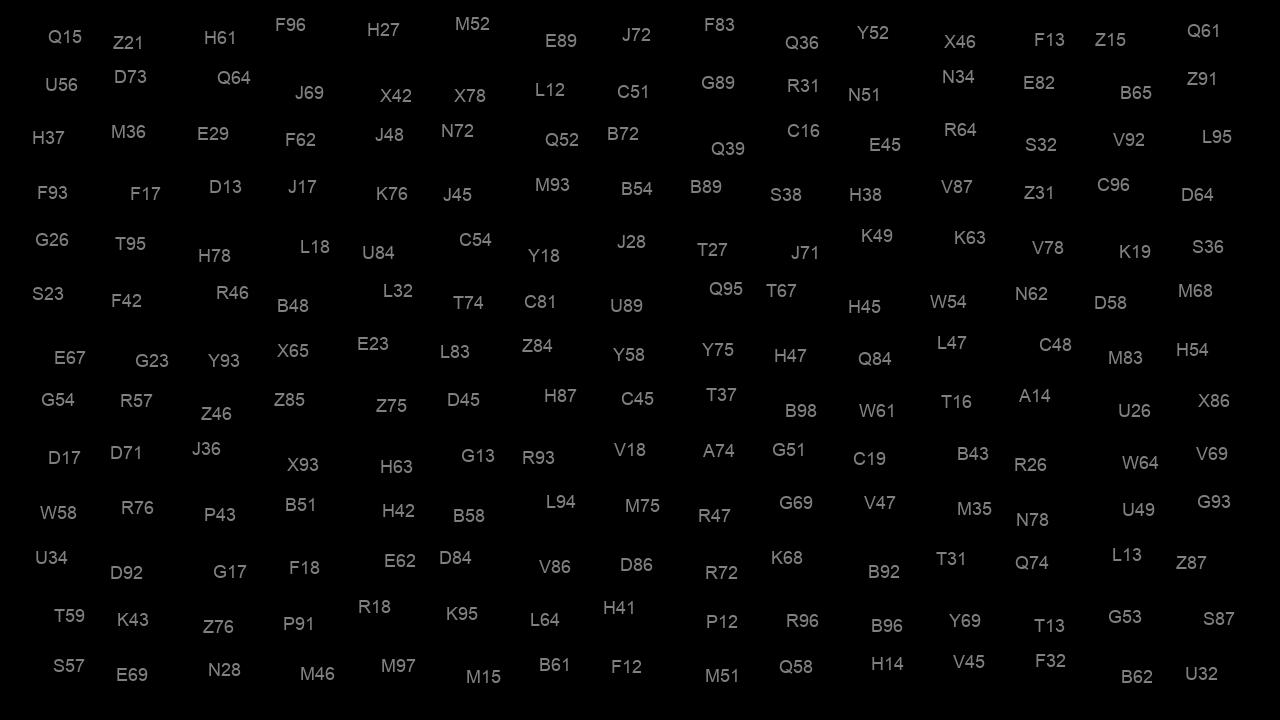 Q15 Z21 H61 F96 H27 M52 E89 J72 F83 Q36 Y52 X46 F13 Z15 Q61
U56 D73 Q64 J69 X42 X78 L12 C51 G89 R31 N51 N34 E82 B65 Z91
H37 M36 E29 F62 J48 N72 Q52 B72 Q39 C16 E45 R64 S32 V92 L95
F93 F17 D13 J17 K76 J45 M93 B54 B89 S38 H38 V87 Z31 C96 D64
G26 T95 H78 L18 U84 C54 Y18 J28 T27 J71 K49 K63 V78 K19 S36
S23 F42 R46 B48 L32 T74 C81 U89 Q95 T67 H45 W54 N62 D58 M68
E67 G23 Y93 X65 E23 L83 Z84 Y58 Y75 H47 Q84 L47 C48 M83 H54
G54 R57 Z46 Z85 Z75 D45 H87 C45 T37 B98 W61 T16 A14 U26 X86
D17 D71 J36 X93 H63 G13 R93 V18 A74 G51 C19 B43 R26 W64 V69
W58 R76 P43 B51 H42 B58 L94 M75 R47 G69 V47 M35 N78 U49 G93
U34 D92 G17 F18 E62 D84 V86 D86 R72 K68 B92 T31 Q74 L13 Z87
T59 K43 Z76 P91 R18 K95 L64 H41 P12 R96 B96 Y69 T13 G53 S87
S57 E69 N28 M46 M97 M15 B61 F12 M51 Q58 H14 V45 F32 B62 U32